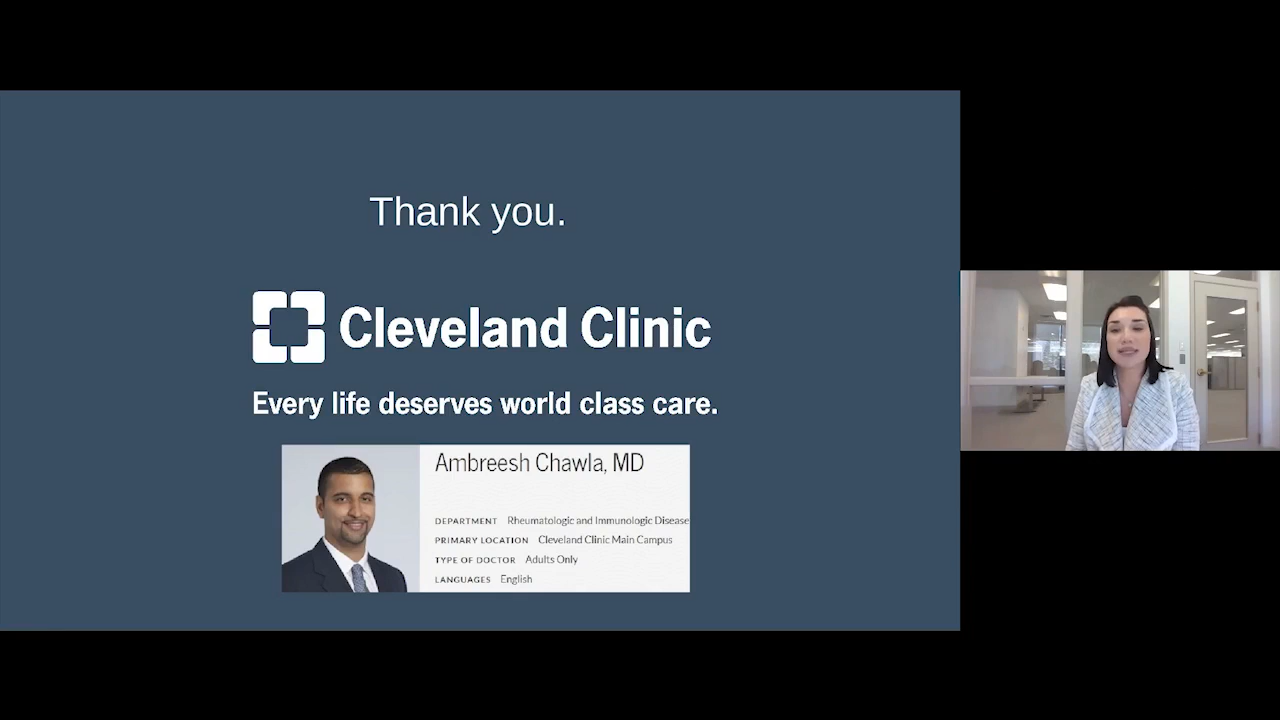 Thank you.
Cleveland Clinic
Every life deserves world class care.
Ambreesh Chawla, MD
DEPARTMENT Rheumatologic and Immunologic Disease
PRIMARY LOCATION Cleveland Clinic Main Campus
TYPE OF DOCTOR Adults Only
LANGUAGES English